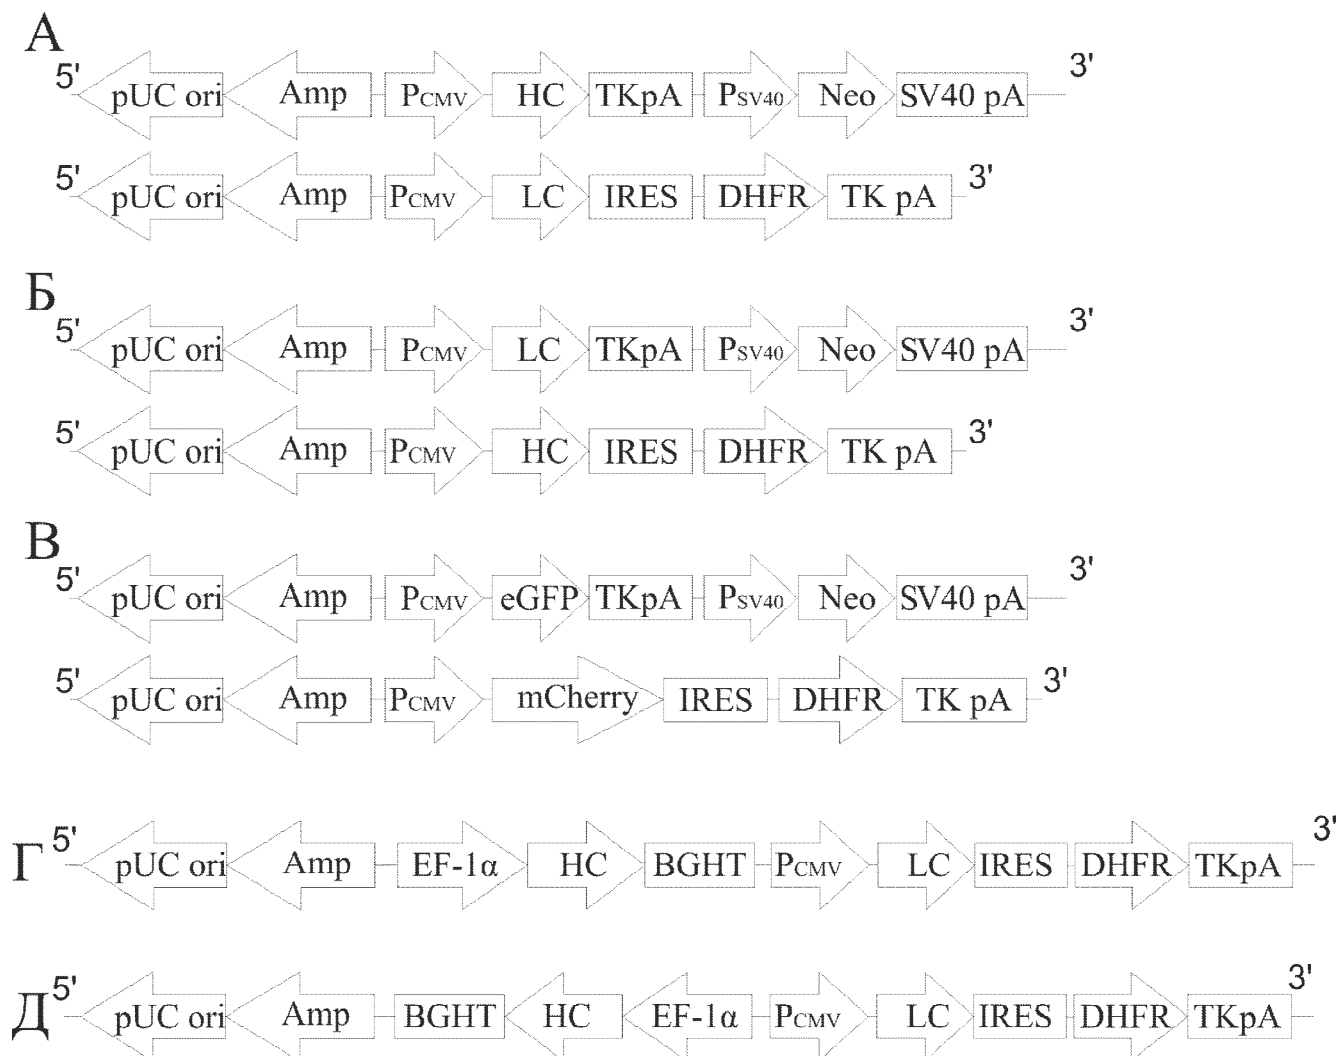 А
5' pUC ori Amp PCMV HC TKpA PSV40 Neo SV40 pA 3'
5' pUC ori Amp PCMV LC IRES DHFR TK pA 3'
Б
5' pUC ori Amp PCMV LC TKpA PSV40 Neo SV40 pA 3'
5' pUC ori Amp PCMV HC IRES DHFR TK pA 3'
В
5' pUC ori Amp PCMV eGFP TKpA PSV40 Neo SV40 pA 3'
5' pUC ori Amp PCMV mCherry IRES DHFR TK pA 3'
Г 5' pUC ori Amp EF-1α HC BGHT PCMV LC IRES DHFR TKpA 3'
Д 5' pUC ori Amp BGHT HC EF-1α PCMV LC IRES DHFR TKpA 3'